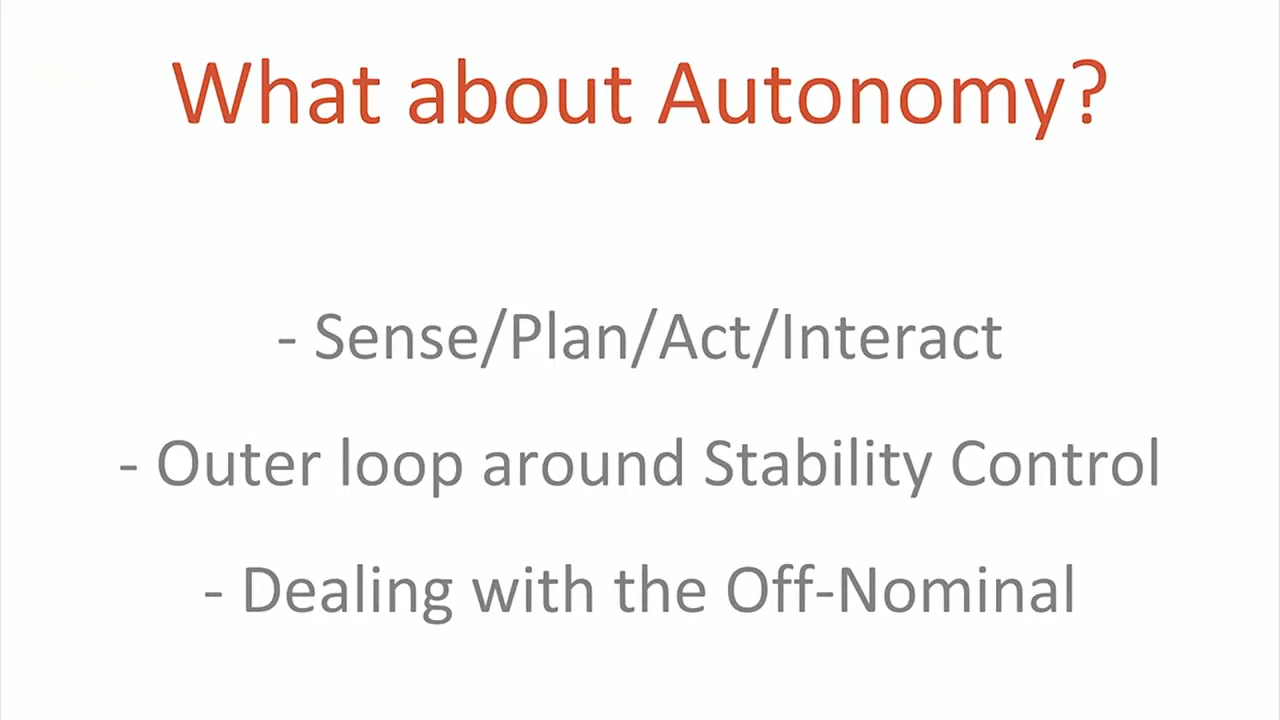 What about Autonomy?
- Sense/Plan/Act/Interact
- Outer loop around Stability Control
- Dealing with the Off-Nominal